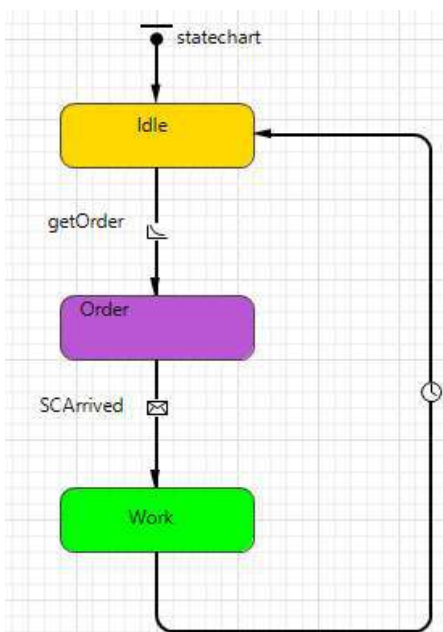 statechart
Idle
getOrder
Order
SCArrived
Work